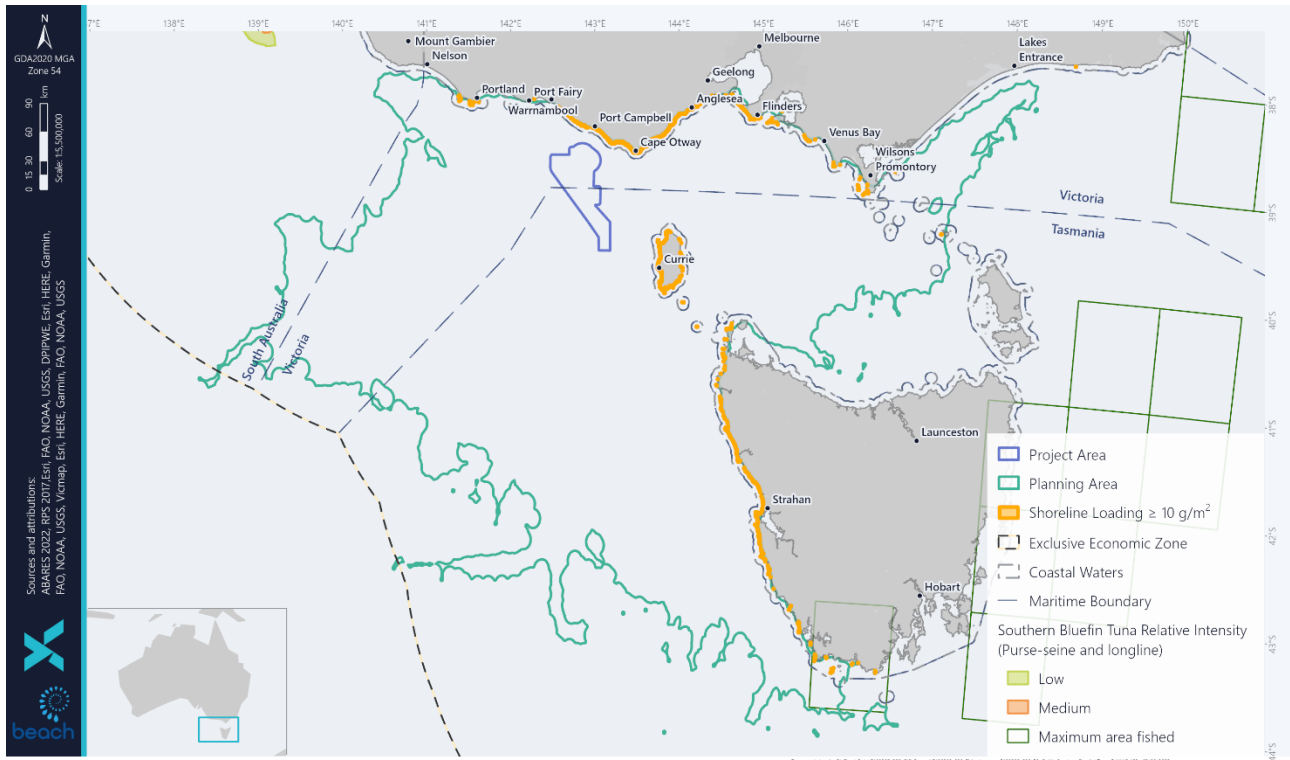 N
GDA2020 MGA
Zone 54
0 15 30 60 90
km
Scale: 1:5,500,000
Sources and attributions:
ABARES 2022, RPS 2017,Esri, FAO, NOAA, USGS, DPIPWE, Esri, HERE, Garmin,
FAO, NOAA, USGS, Vicmap, Esri, HERE, Garmin, FAO, NOAA, USGS
beach
7°E
138°E
139°E
140°E
141°E
142°E
143°E
144°E
145°E
146°E
147°E
148°E
149°E
150°E
38°S
39°S
40°S
41°S
42°S
43°S
44°S
Mount Gambier
Nelson
Portland
Port Fairy
Warrnambool
Port Campbell
Cape Otway
Anglesea
Geelong
Melbourne
Flinders
Venus Bay
Wilsons
Promontory
Lakes
Entrance
Victoria
Tasmania
South Australia
Victoria
Currie
Launceston
Strahan
Hobart
Project Area
Planning Area
Shoreline Loading ≥ 10 g/m²
Exclusive Economic Zone
Coastal Waters
Maritime Boundary
Southern Bluefin Tuna Relative Intensity
(Purse-seine and longline)
Low
Medium
Maximum area fished